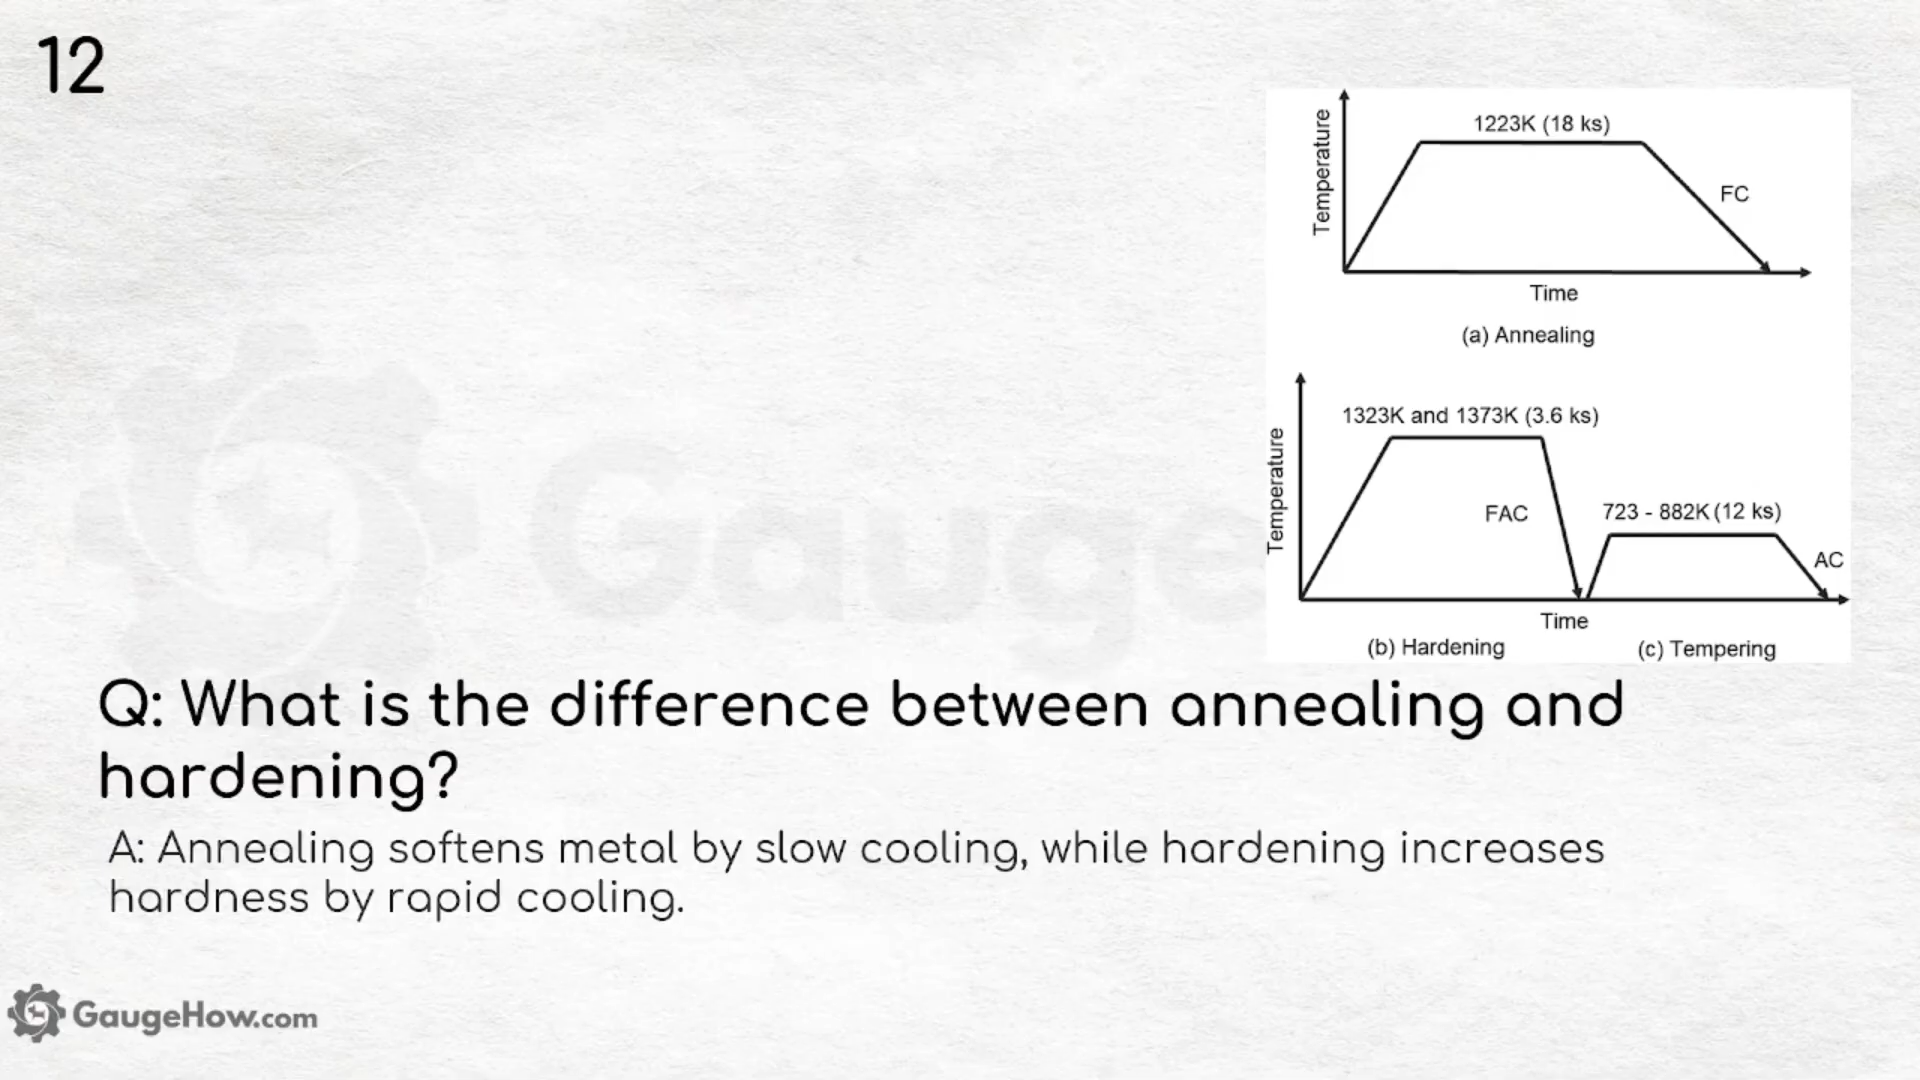 12
Temperature
1223K (18 ks)
FC
Time
(a) Annealing
Temperature
1323K and 1373K (3.6 ks)
FAC
723 - 882K (12 ks)
AC
Time
(b) Hardening
(c) Tempering
Gauge
Q: What is the difference between annealing and
hardening?
A: Annealing softens metal by slow cooling, while hardening increases
hardness by rapid cooling.
GaugeHow.com